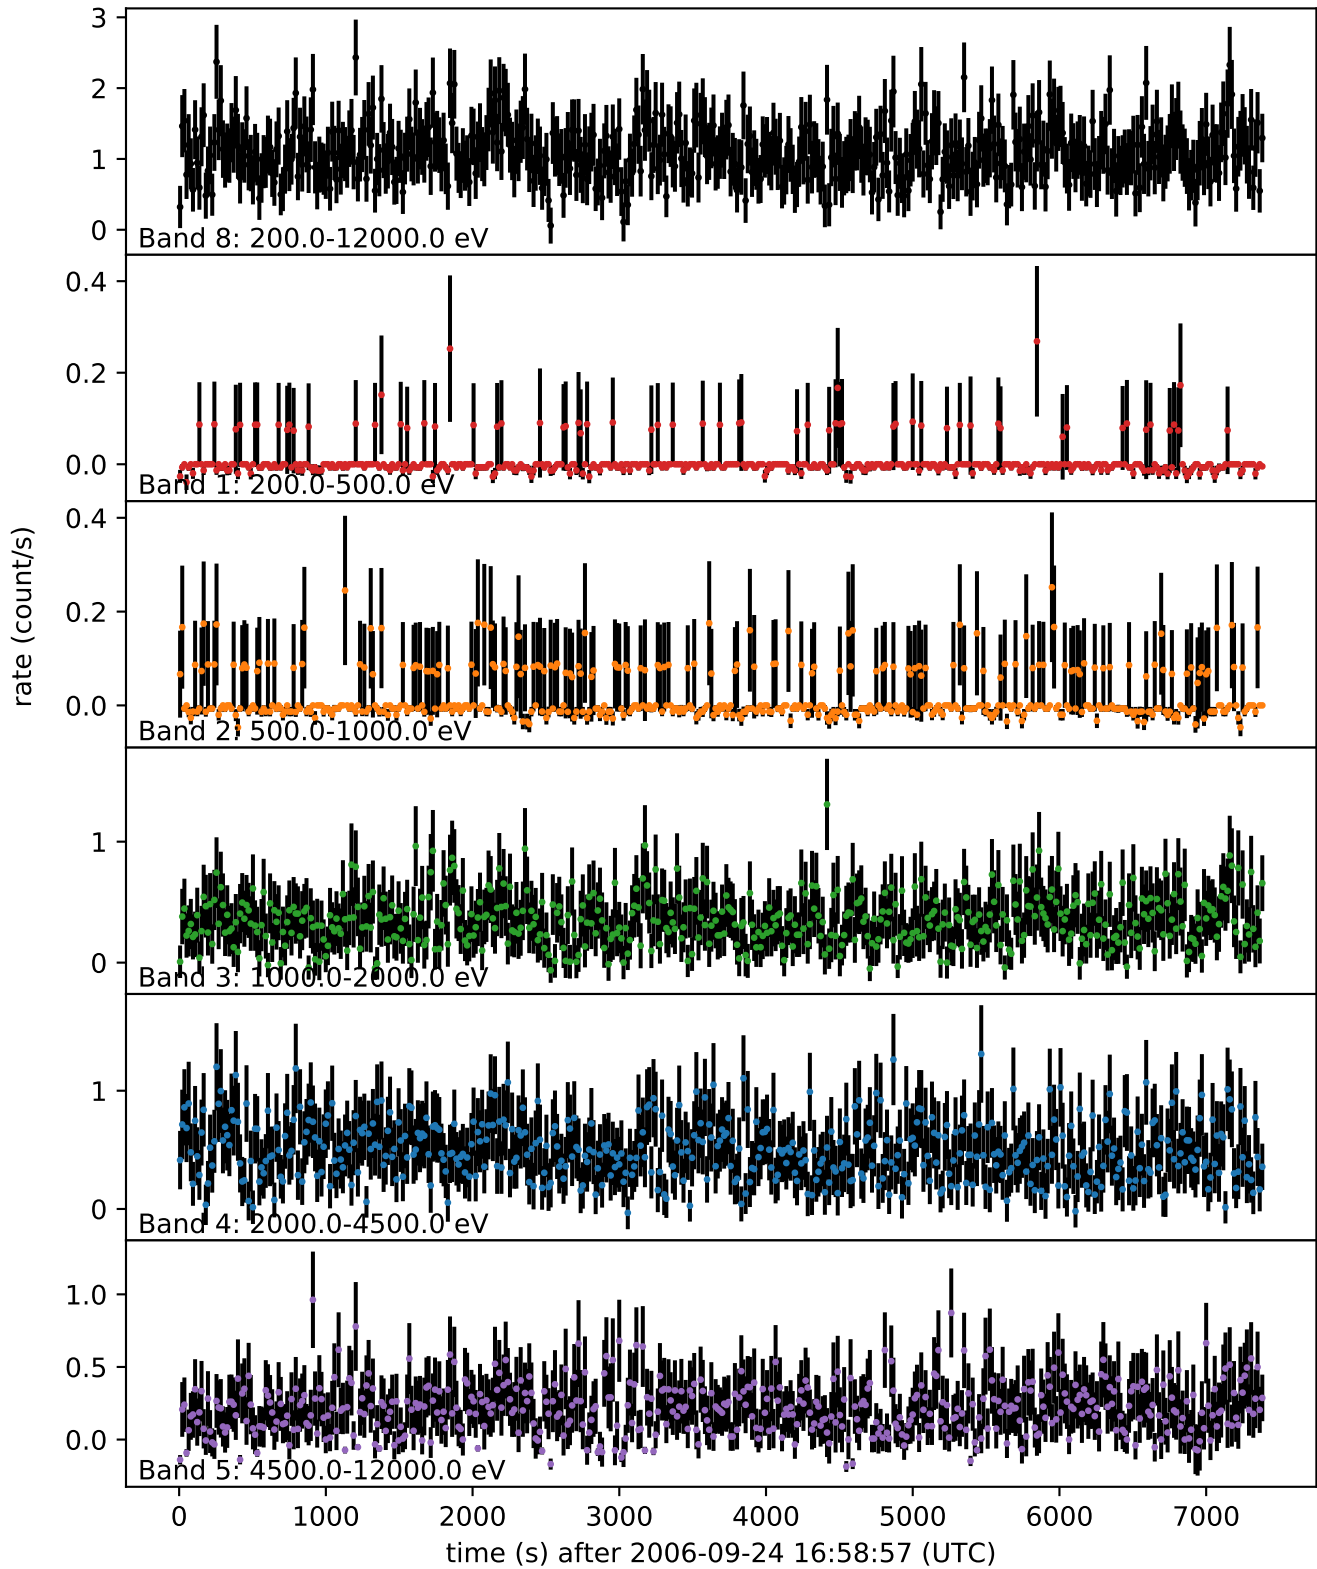 3
2
1
0
Band 8: 200.0-12000.0 eV
0.4
0.2
0.0
Band 1: 200.0-500.0 eV
0.4
0.2
0.0
Band 2: 500.0-1000.0 eV
rate (count/s)
1
0
Band 3: 1000.0-2000.0 eV
1
0
Band 4: 2000.0-4500.0 eV
1.0
0.5
0.0
Band 5: 4500.0-12000.0 eV
0 1000 2000 3000 4000 5000 6000 7000
time (s) after 2006-09-24 16:58:57 (UTC)